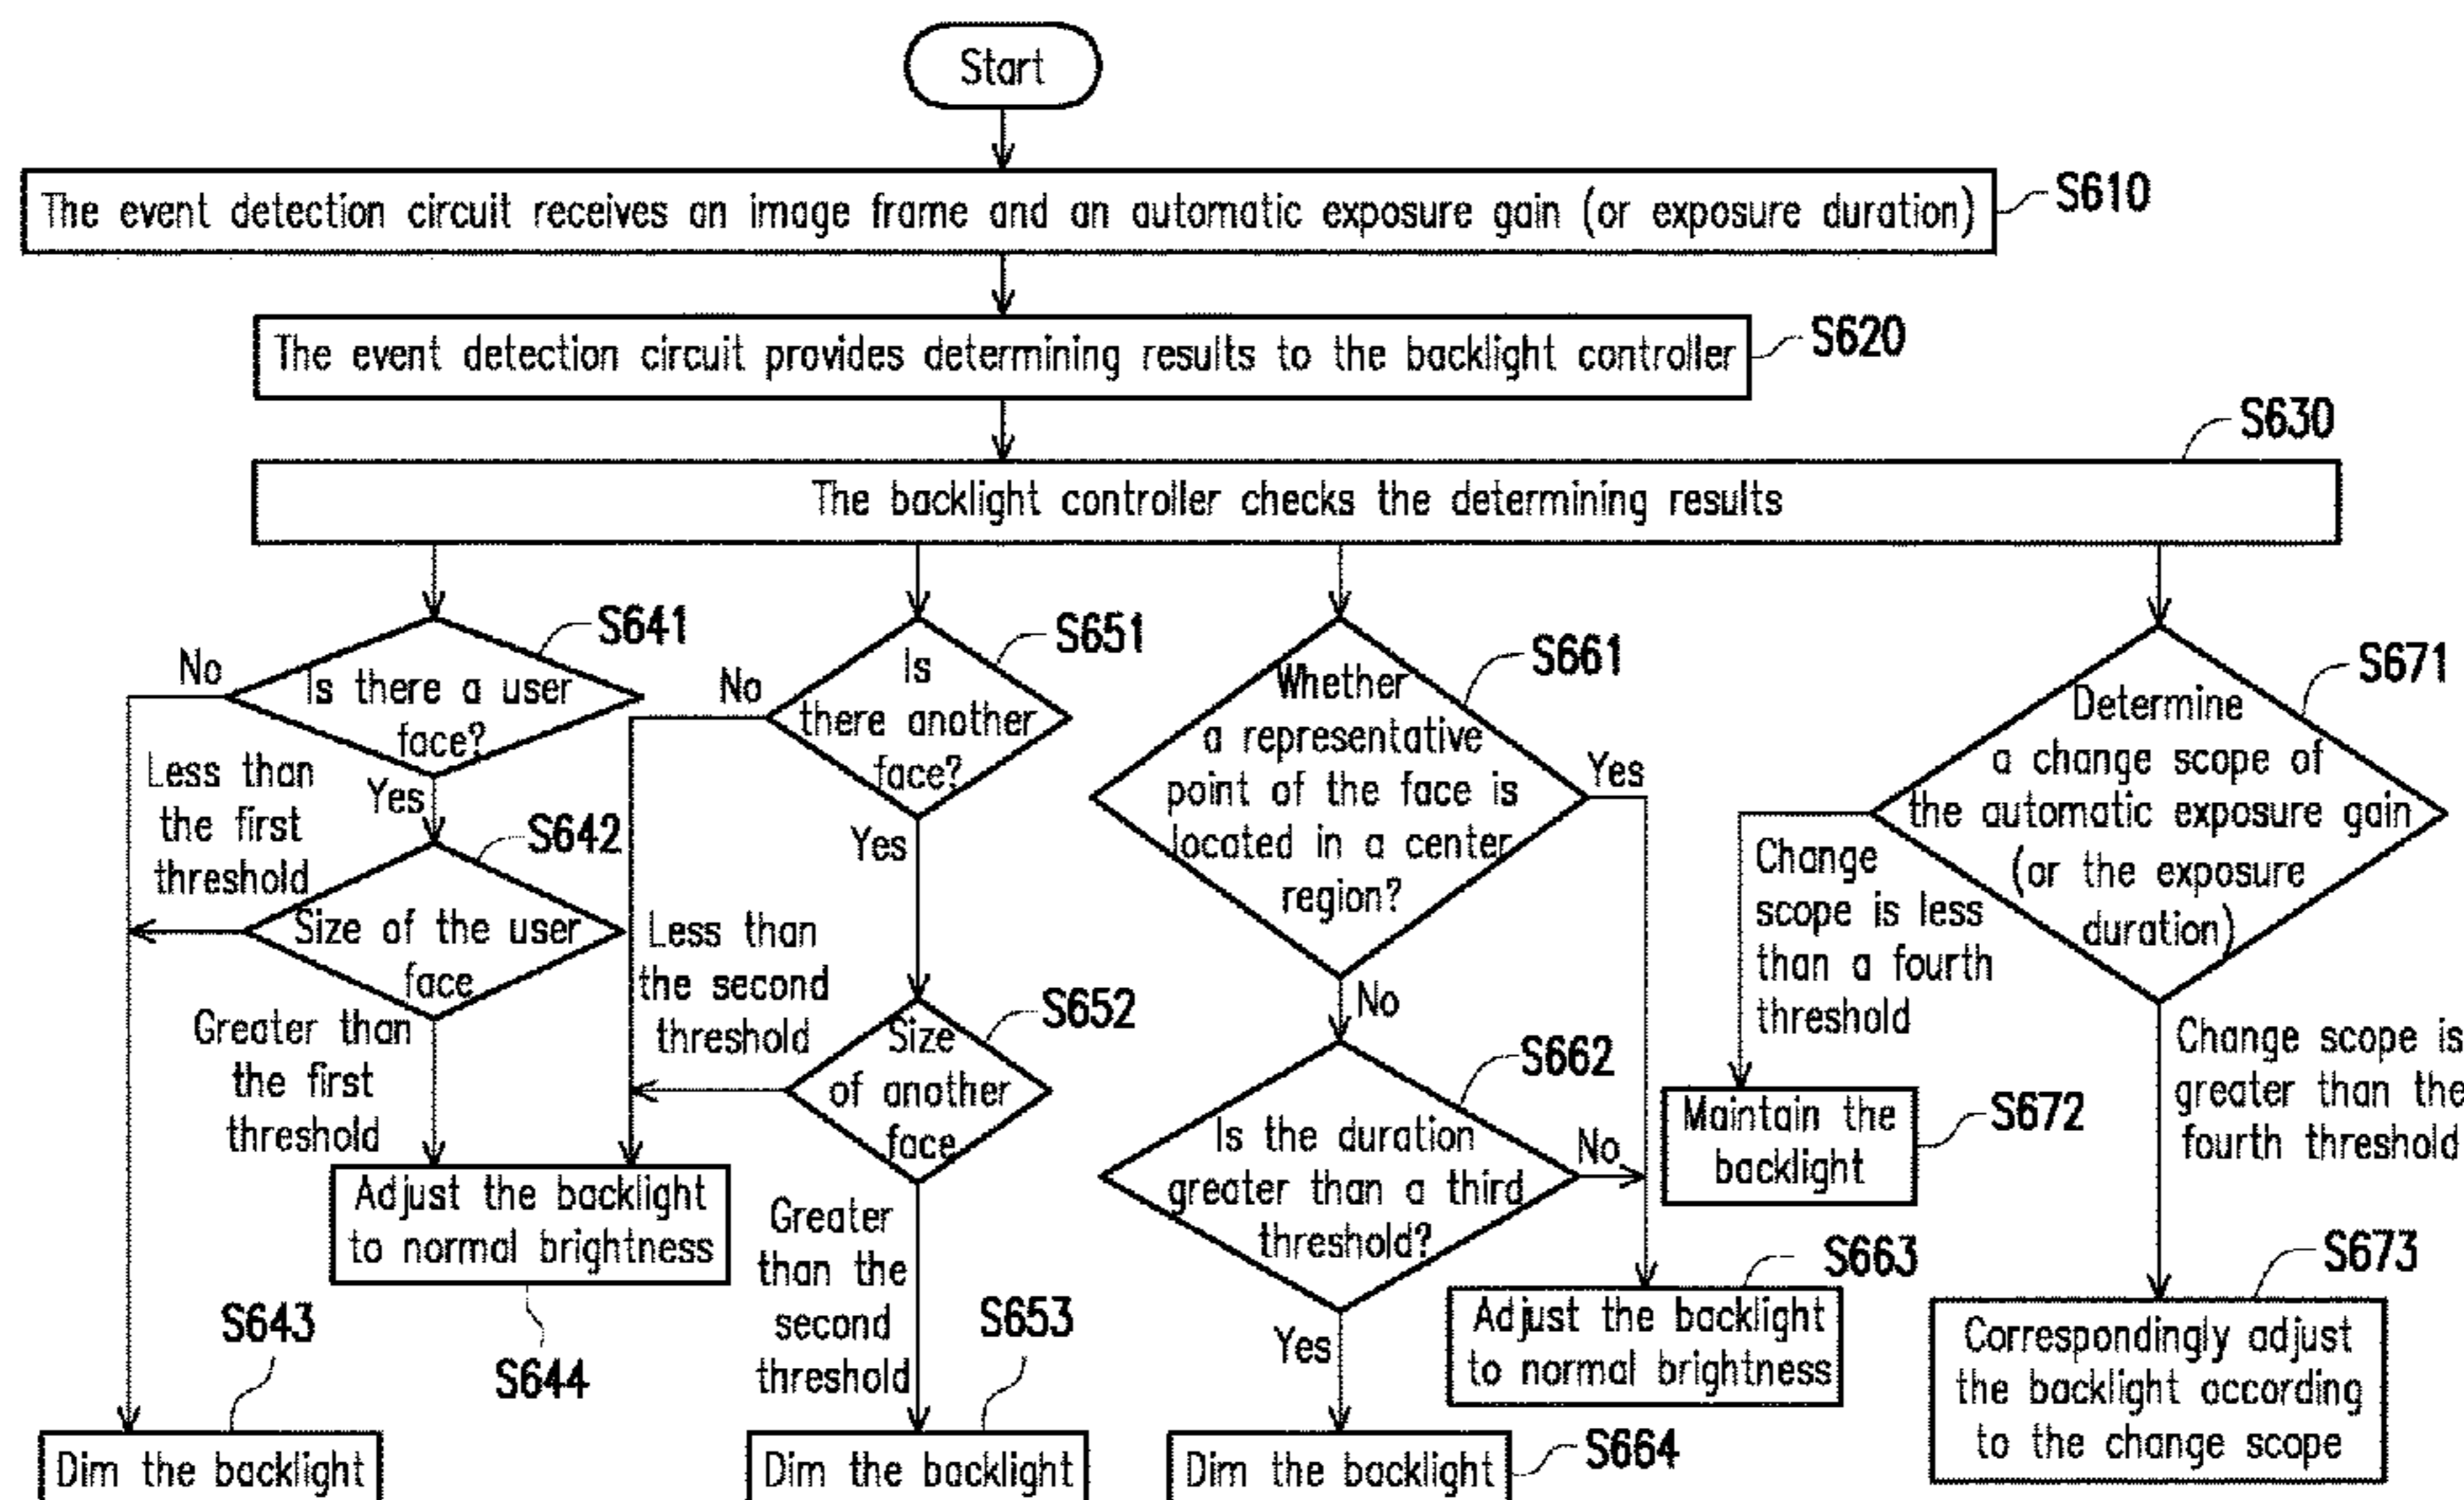 Start
The event detection circuit receives an image frame and an automatic exposure gain (or exposure duration)
S610
The event detection circuit provides determining results to the backlight controller
S620
S630
The backlight controller checks the determining results
S641
No
Is there a user
face?
Yes
Less than
the first
threshold
S642
Size of the user
face
Greater than
the first
threshold
Adjust the backlight
to normal brightness
S644
S643
Dim the backlight
S651
No
Is
there another
face?
Yes
Less than
the second
threshold
S652
Size
of another
face
Greater
than the
second
threshold
S653
Dim the backlight
S661
Whether
a representative
point of the face is
located in a center
region?
Yes
No
S662
Is the duration
greater than a third
threshold?
No
Yes
S663
Adjust the backlight
to normal brightness
Dim the backlight
S664
S671
Determine
a change scope of
the automatic exposure gain
(or the exposure
duration)
Change
scope is less
than a fourth
threshold
Maintain the
backlight
S672
Change scope is
greater than the
fourth threshold
S673
Correspondingly adjust
the backlight according
to the change scope